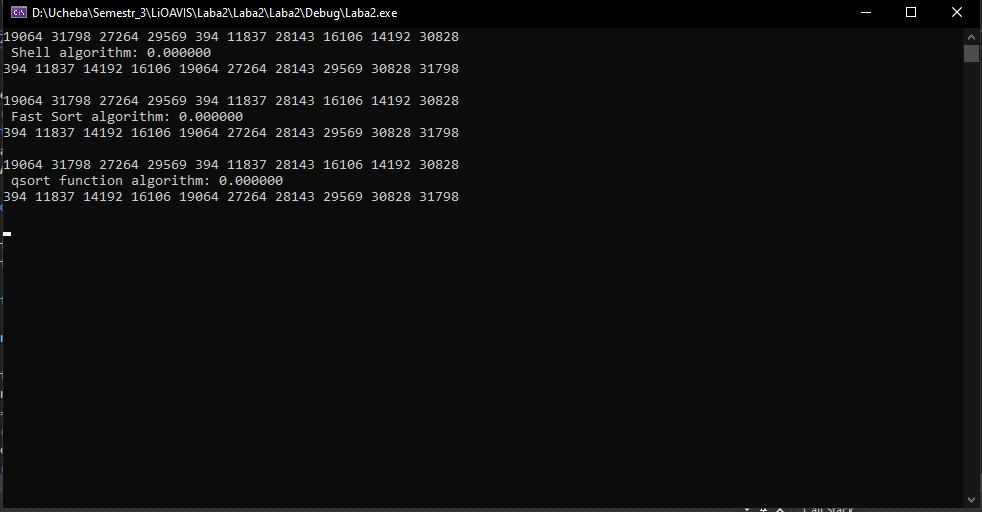 D:\Ucheba\Semestr_3\LiOAVIS\Laba2\Laba2\Laba2\Debug\Laba2.exe
19064 31798 27264 29569 394 11837 28143 16106 14192 30828
Shell algorithm: 0.000000
394 11837 14192 16106 19064 27264 28143 29569 30828 31798
19064 31798 27264 29569 394 11837 28143 16106 14192 30828
Fast Sort algorithm: 0.000000
394 11837 14192 16106 19064 27264 28143 29569 30828 31798
19064 31798 27264 29569 394 11837 28143 16106 14192 30828
qsort function algorithm: 0.000000
394 11837 14192 16106 19064 27264 28143 29569 30828 31798
Call Stack